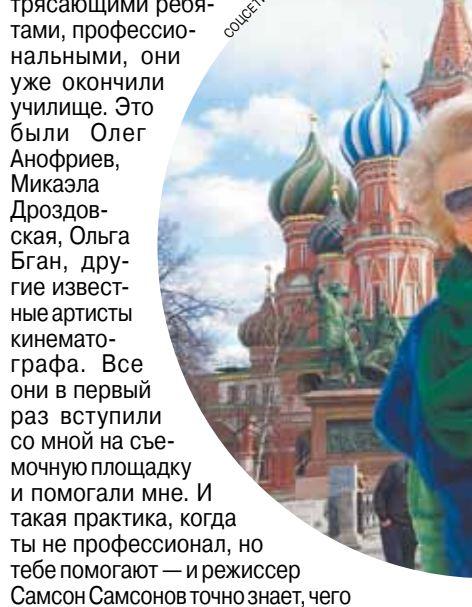 трясающими ребя-
тами, профессио-
нальными, они
уже окончили
училище. Это
были Олег
Анофриев,
Микаэла
Дроздов-
ская, Ольга
Бган, дру-
гие извест-
ные артисты
кинемато-
графа. Все
они в первый
раз вступили
со мной на съе-
мочную площадку
и помогали мне. И
такая практика, когда
ты не профессионал, но
тебе помогают — и режиссер
Самсон Самсонов точно знает, чего
СОЦСЕТИ